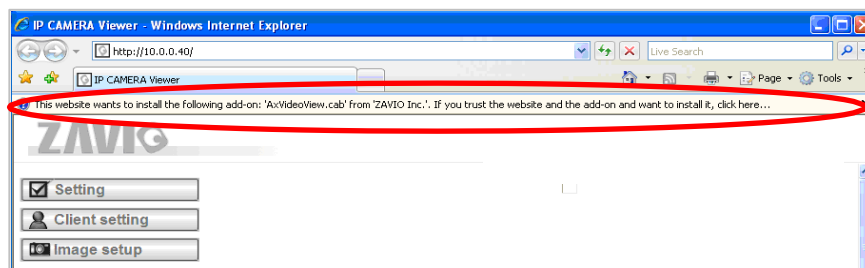 IP CAMERA Viewer - Windows Internet Explorer
http://10.0.0.40/
Live Search
IP CAMERA Viewer
Page
Tools
This website wants to install the following add-on: 'AxVideoView.cab' from 'ZAVIO Inc.'. If you trust the website and the add-on and want to install it, click here...
ZAVIO
Setting
Client setting
Image setup